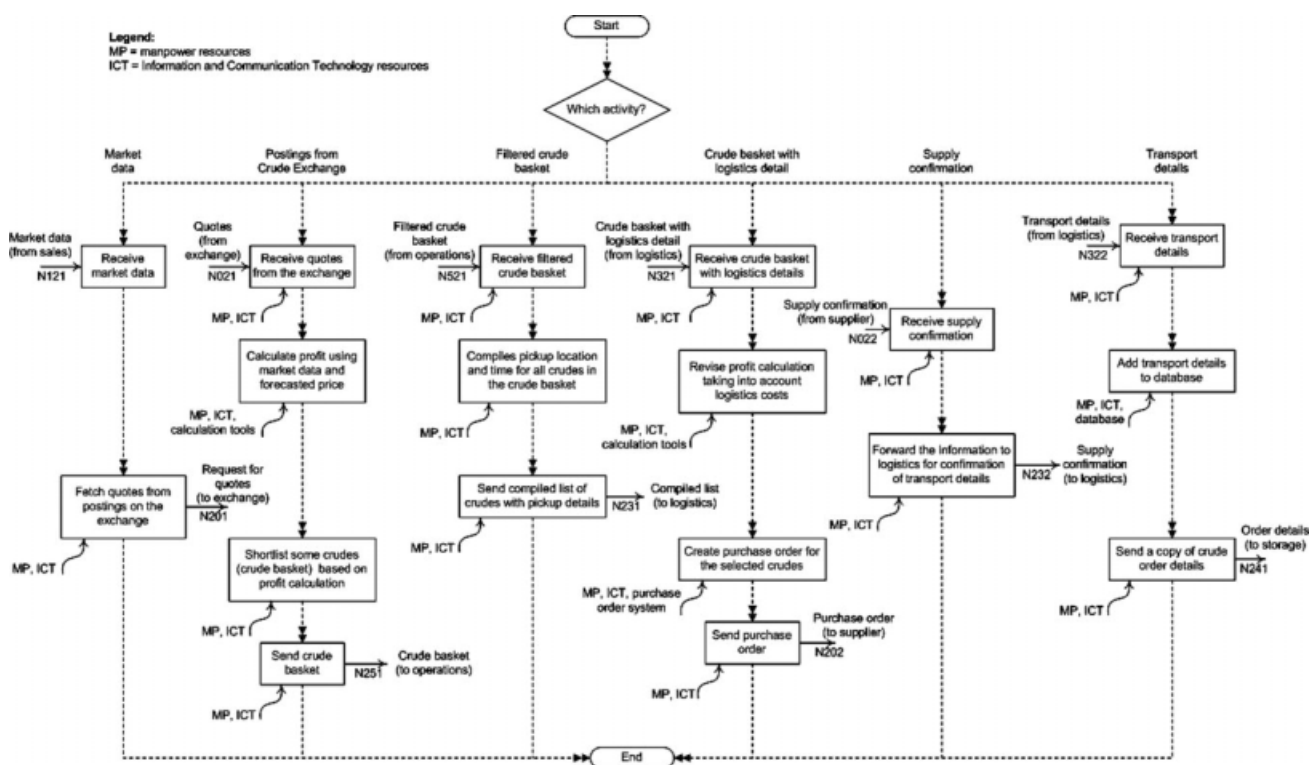 Start
Legend:
MP = manpower resources
ICT = Information and Communication Technology resources
Which activity?
Market
data
Postings from
Crude Exchange
Filtered crude
basket
Crude basket with
logistics detail
Supply
confirmation
Transport
details
Market data
(from sales)
N121
Receive
market data
Fetch quotes from
postings on the
exchange
Request for
quotes
(to exchange)
N201
MP, ICT
Quotes
(from
exchange)
N021
Receive quotes
from the exchange
MP, ICT
Calculate profit using
market data and
forecasted price
MP, ICT,
calculation tools
Shortlist some crudes
(crude basket) based on
profit calculation
MP, ICT
Send crude
basket
N251
Crude basket
(to operations)
MP, ICT
Filtered crude
basket
(from operations)
N521
Receive filtered
crude basket
MP, ICT
Compiles pickup location
and time for all crudes in
the crude basket
MP, ICT
Send compiled list of
crudes with pickup details
N231
Compiled list
(to logistics)
MP, ICT
Crude basket with
logistics detail
(from logistics)
N321
Receive crude basket
with logistics details
MP, ICT
Revise profit calculation
taking into account
logistics costs
MP, ICT,
calculation tools
Create purchase order for
the selected crudes
MP, ICT, purchase
order system
Send purchase
order
Purchase order
(to supplier)
N202
MP, ICT
Supply confirmation
(from supplier)
N022
Receive supply
confirmation
MP, ICT
Forward the information to
logistics for confirmation
of transport details
N232
Supply
confirmation
(to logistics)
MP, ICT
Transport details
(from logistics)
N322
Receive transport
details
MP, ICT
Add transport details
to database
MP, ICT,
database
Send a copy of crude
order details
Order details
(to storage)
N241
MP, ICT
End